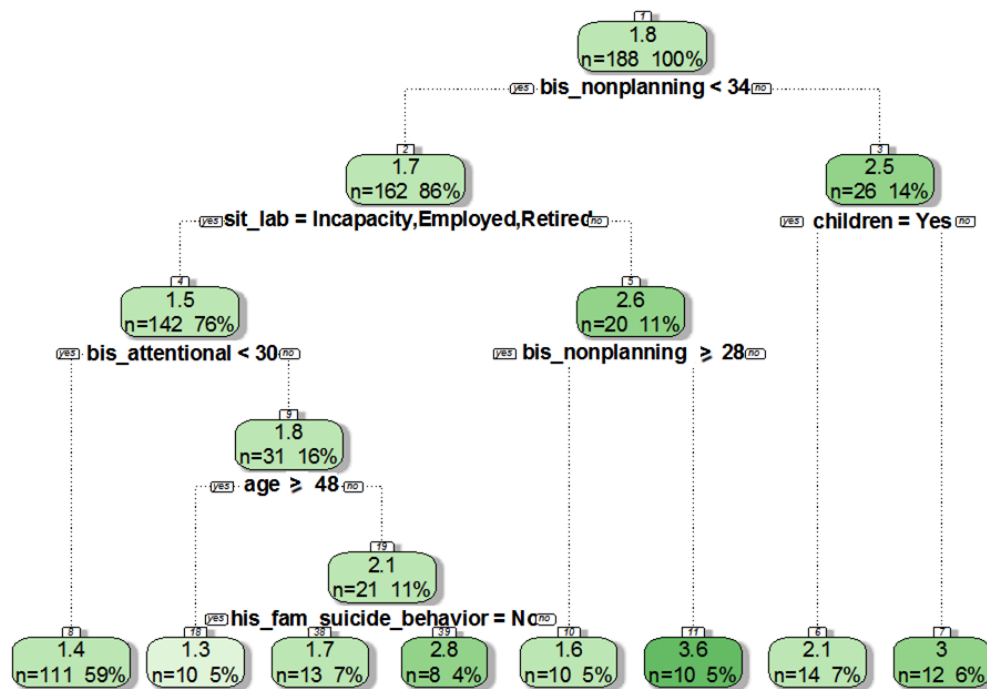 1
1.8
n=188 100%
yes bis_nonplanning < 34 no
2
1.7
n=162 86%
3
2.5
n=26 14%
yes sit_lab = Incapacity,Employed,Retired no
yes children = Yes no
4
1.5
n=142 76%
5
2.6
n=20 11%
yes bis_attentional < 30 no
yes bis_nonplanning ≥ 28 no
9
1.8
n=31 16%
yes age ≥ 48 no
19
2.1
n=21 11%
yes his_fam_suicide_behavior = No no
8
1.4
n=111 59%
18
1.3
n=10 5%
38
1.7
n=13 7%
39
2.8
n=8 4%
10
1.6
n=10 5%
11
3.6
n=10 5%
6
2.1
n=14 7%
7
3
n=12 6%